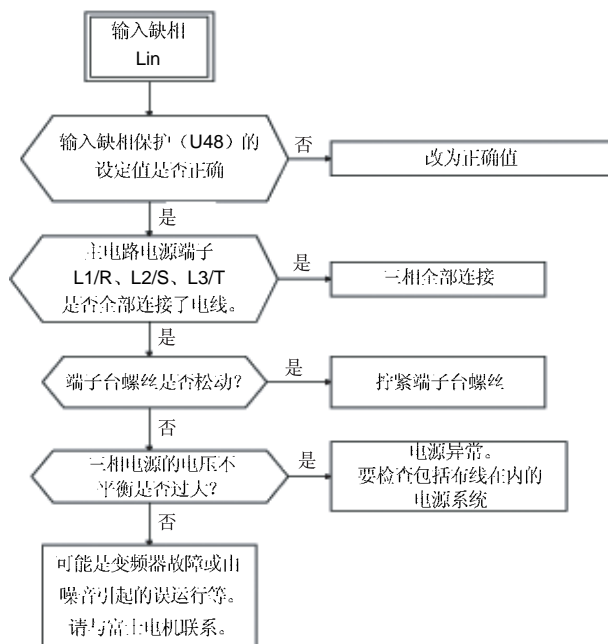 输入缺相
Lin
输入缺相保护（U48）的
设定值是否正确
否
改为正确值
是
主电路电源端子
L1/R、L2/S、L3/T
是否全部连接了电线。
是
三相全部连接
是
端子台螺丝是否松动？
是
拧紧端子台螺丝
否
三相电源的电压不
平衡是否过大？
是
电源异常。
要检查包括布线在内的
电源系统
否
可能是变频器故障或由
噪音引起的误运行等。
请与富士电机联系。